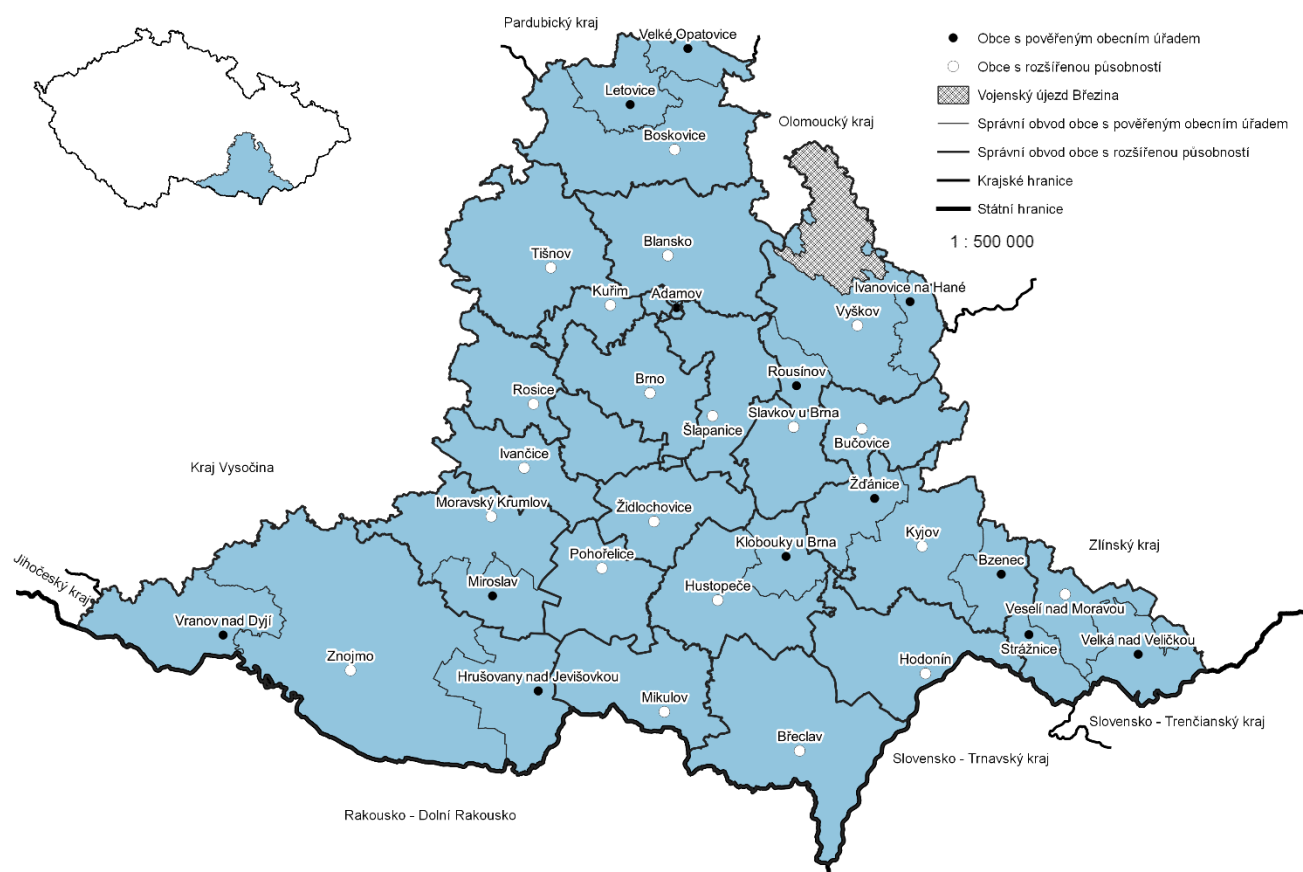 Pardubický kraj
Velké Opatovice
Obce s pověřeným obecním úřadem
Obce s rozšířenou působností
Vojenský újezd Březina
Správní obvod obce s pověřeným obecním úřadem
Správní obvod obce s rozšířenou působností
Krajské hranice
Státní hranice
1 : 500 000
Letovice
Olomoucký kraj
Boskovice
Blansko
Tišnov
Ivanovice na Hané
Kuřim
Adamov
Vyškov
Rousínov
Brno
Rosice
Slavkov u Brna
Šlapanice
Bučovice
Ivančice
Kraj Vysočina
Žďánice
Moravský Krumlov
Židlochovice
Kyjov
Klobouky u Brna
Zlínský kraj
Pohořelice
Bzenec
Jihočeský kraj
Miroslav
Hustopeče
Veselí nad Moravou
Vranov nad Dyjí
Velká nad Veličkou
Strážnice
Znojmo
Hodonín
Hrušovany nad Jevišovkou
Mikulov
Slovensko - Trenčianský kraj
Břeclav
Slovensko - Trnavský kraj
Rakousko - Dolní Rakousko